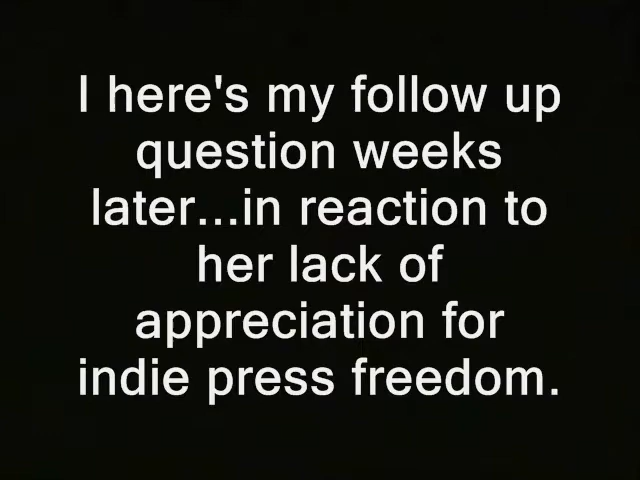 I here's my follow up
question weeks
later...in reaction to
her lack of
appreciation for
indie press freedom.